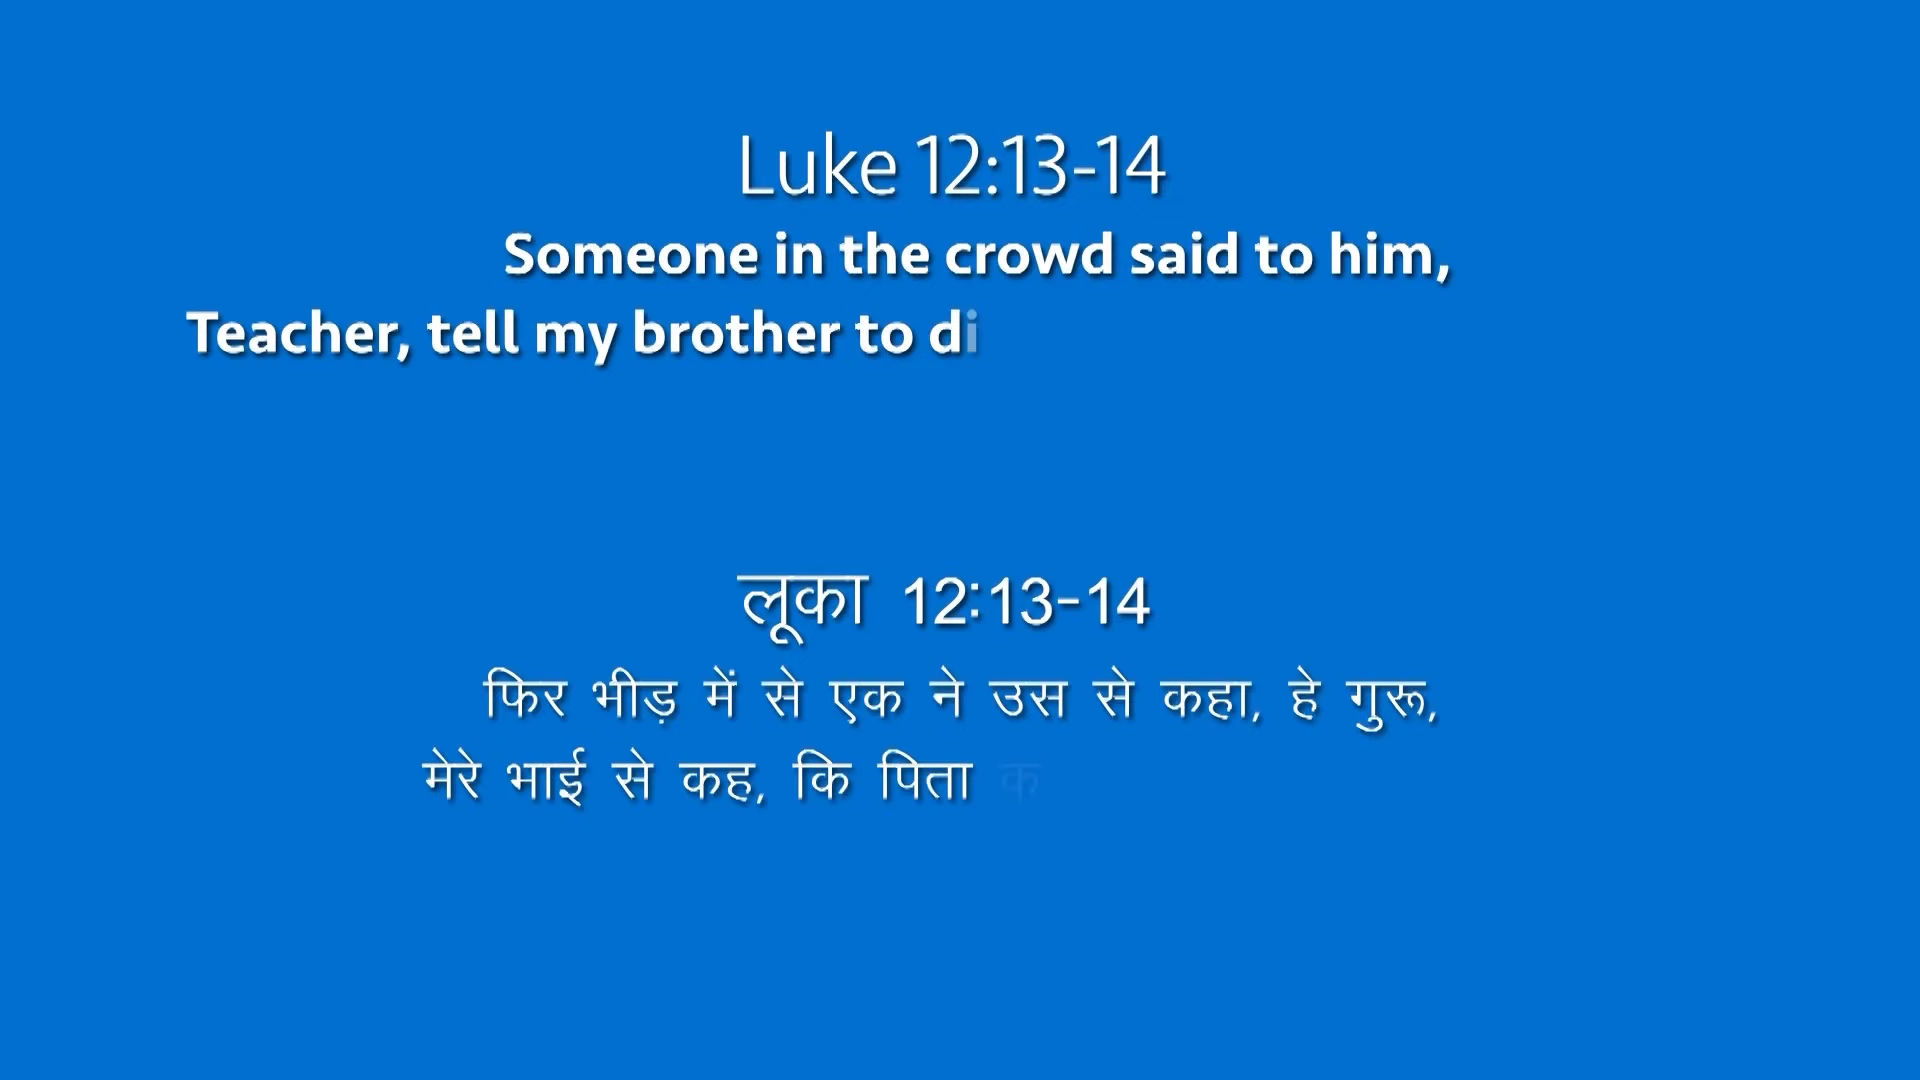 Luke 12:13-14
Someone in the crowd said to him,
Teacher, tell my brother to di
लूका 12:13-14
फिर भीड़ में से एक ने उस से कहा, हे गुरू,
मेरे भाई से कह, कि पिता क